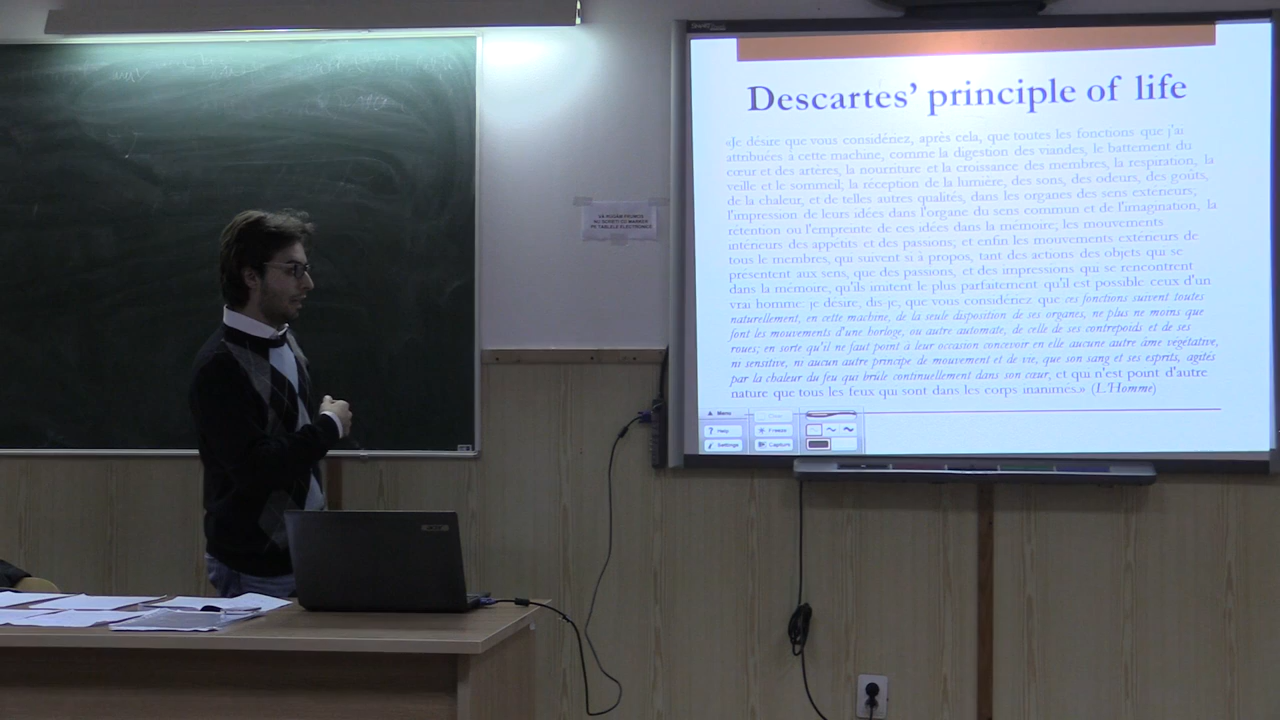 Descartes' principle of life
«Je désire que vous considériez, après cela, que toutes les fonctions que j'ai
attribuées à cette machine, comme la digestion des viandes, le battement du
cœur et des artères, la nourriture et la croissance des membres, la respiration, la
veille et le sommeil; la réception de la lumière, des sons, des odeurs, des goûts,
de la chaleur, et de telles autres qualités, dans les organes des sens extérieurs;
l'impression de leurs idées dans l'organe du sens commun et de l'imagination, la
rétention ou l'empreinte de ces idées dans la mémoire; les mouvements
intérieurs des appétits et des passions; et enfin les mouvements extérieurs de
tous le membres, qui suivent si à propos, tant des actions des objets qui se
présentent aux sens, que des passions, et des impressions qui se rencontrent
dans la mémoire, qu'ils imitent le plus parfaitement qu'il est possible ceux d'un
vrai homme: je désire, dis-je, que vous considériez que ces fonctions suivent toutes
naturellement, en cette machine, de la seule disposition de ses organes, ne plus ne moins que
font les mouvements d'une horloge, ou autre automate, de celle de ses contrepoids et de ses
roues; en sorte qu'il ne faut point à leur occasion concevoir en elle aucune autre âme végétative,
ni sensitive, ni aucun autre principe de mouvement et de vie, que son sang et ses esprits, agités
par la chaleur du feu qui brûle continuellement dans son cœur, et qui n'est point d'autre
nature que tous les feux qui sont dans les corps inanimés.» (L'Homme)
Menu
Clear
? Help
Freeze
Settings
Capture
VĂ RUGĂM FRUMOS
NU SCRIEȚI CU MARKER
PE TABLELE ELECTRONICE